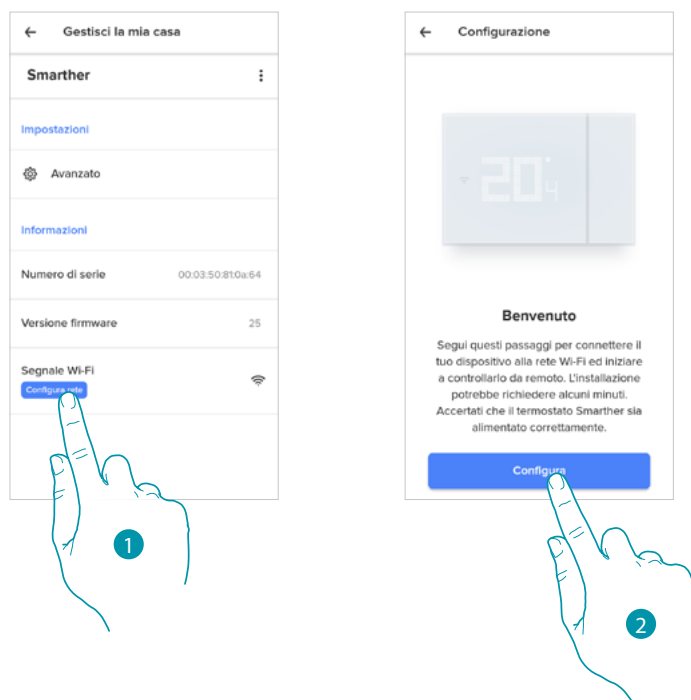 Gestisci la mia casa
Smarther
Impostazioni
Avanzato
Informazioni
Numero di serie 00:03:50:81:0a:64
Versione firmware 25
Segnale Wi-Fi
Configura rete
1
Configurazione
20.4
Benvenuto
Segui questi passaggi per connettere il
tuo dispositivo alla rete Wi-Fi ed iniziare
a controllarlo da remoto. L'installazione
potrebbe richiedere alcuni minuti.
Accertati che il termostato Smarther sia
alimentato correttamente.
Configura
2